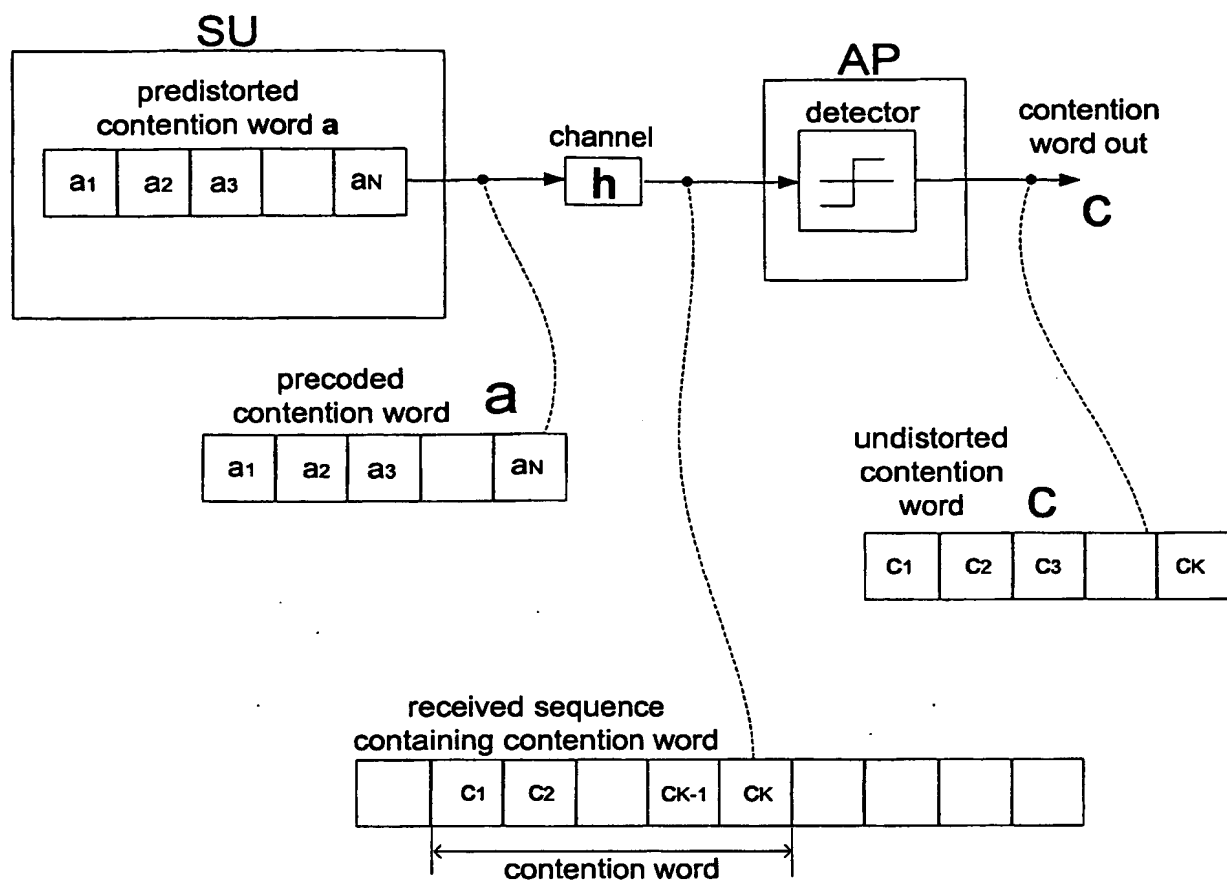 SU
predistorted
contention word a
a1 a2 a3 aN
channel
h
AP
detector
contention
word out
C
precoded
contention word a
a1 a2 a3 aN
undistorted
contention
word C
C1 C2 C3 CK
received sequence
containing contention word
C1 C2 CK-1 CK
contention word